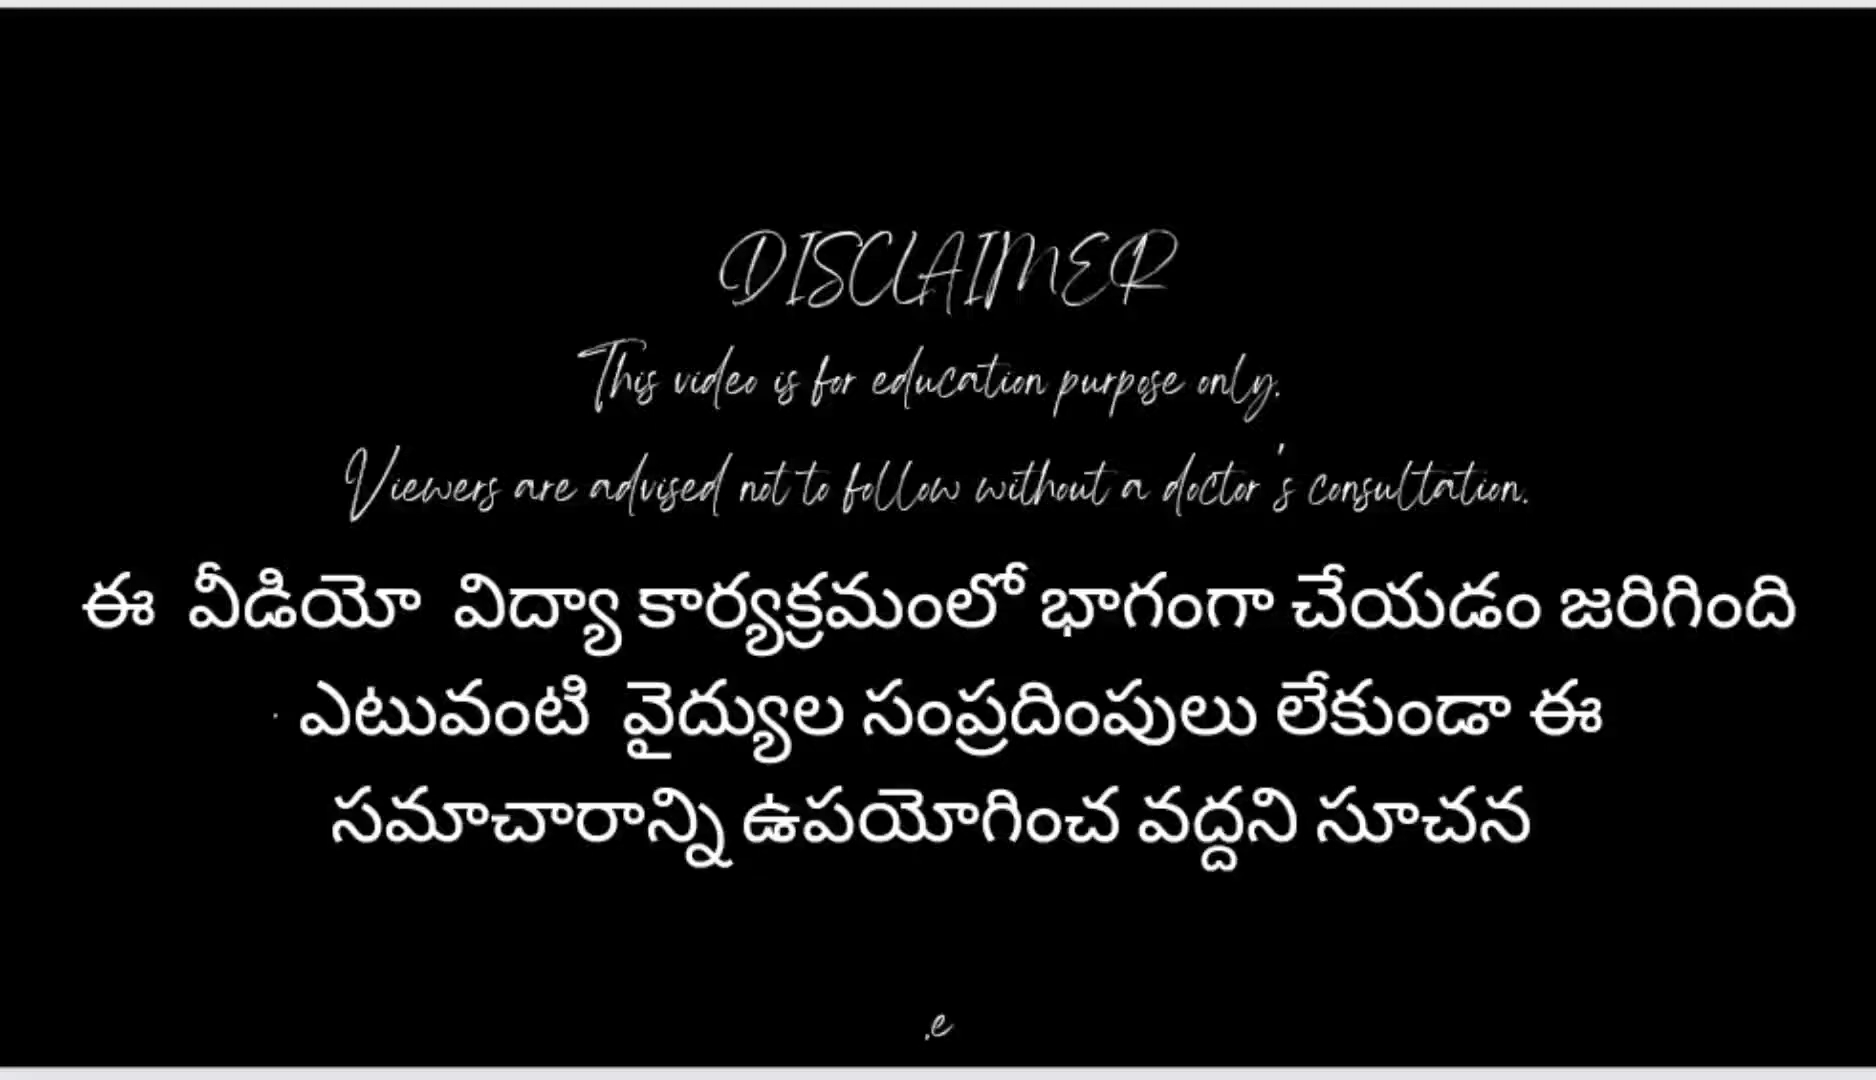 DISCLAIMER
This video is for education purpose only.
Viewers are advised not to follow without a doctor's consultation.
ఈ వీడియో విద్యా కార్యక్రమంలో భాగంగా చేయడం జరిగింది
. ఎటువంటి వైద్యుల సంప్రదింపులు లేకుండా ఈ
సమాచారాన్ని ఉపయోగించ వద్దని సూచన
.e